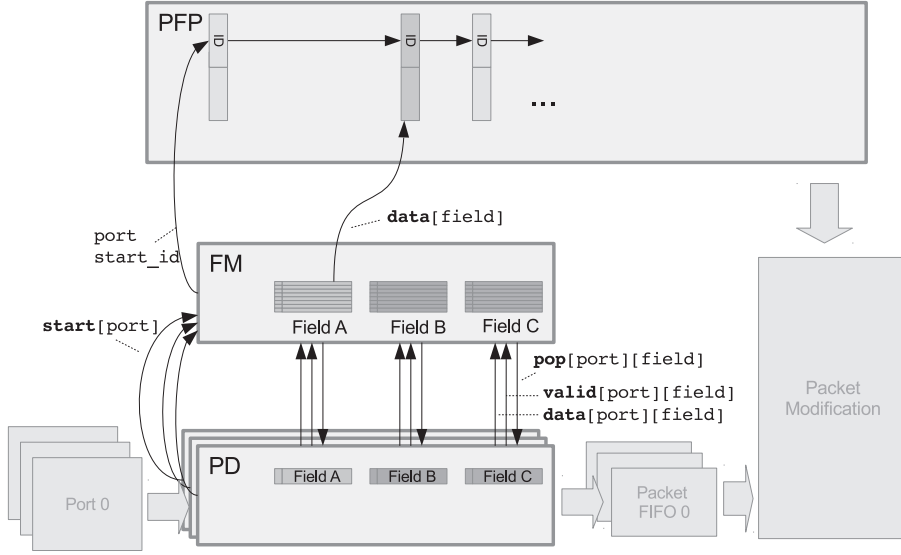 PFP
ID
ID
ID
...
data[field]
port
start_id
FM
start[port]
Field A
Field B
Field C
pop[port][field]
valid[port][field]
data[port][field]
Packet
Modification
PD
Field A
Field B
Field C
Port 0
Packet
FIFO 0